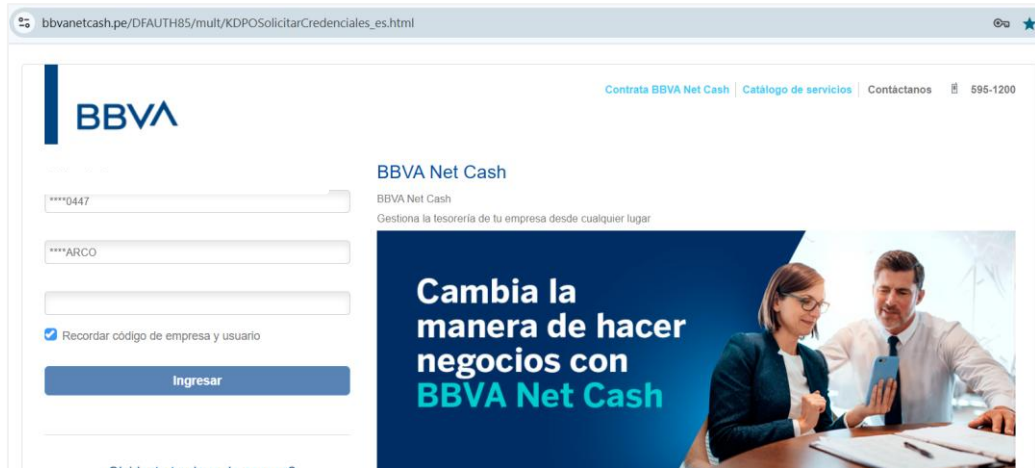 bbvanetcash.pe/DFAUTH85/mult/KDPOSolicitarCredenciales_es.html
Contrata BBVA Net Cash | Catálogo de servicios | Contáctanos 595-1200
BBVA
BBVA Net Cash
BBVA Net Cash
Gestiona la tesorería de tu empresa desde cualquier lugar
****0447
****ARCO
Recordar código de empresa y usuario
Ingresar
Cambia la
manera de hacer
negocios con
BBVA Net Cash